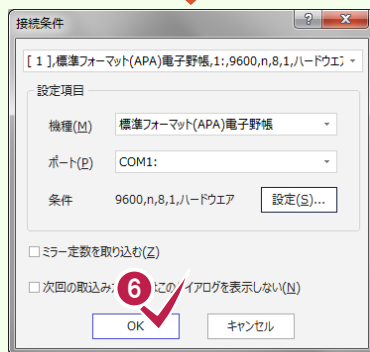 接続条件
[ 1 ],標準フォーマット(APA)電子野帳,1:,9600,n,8,1,ハードウエア
設定項目
機種(M) 標準フォーマット(APA)電子野帳
ポート(P) COM1:
条件 9600,n,8,1,ハードウエア 設定(S)...
ミラー定数を取り込む(Z)
次回の取込み このダイアログを表示しない(N)
6
OK キャンセル